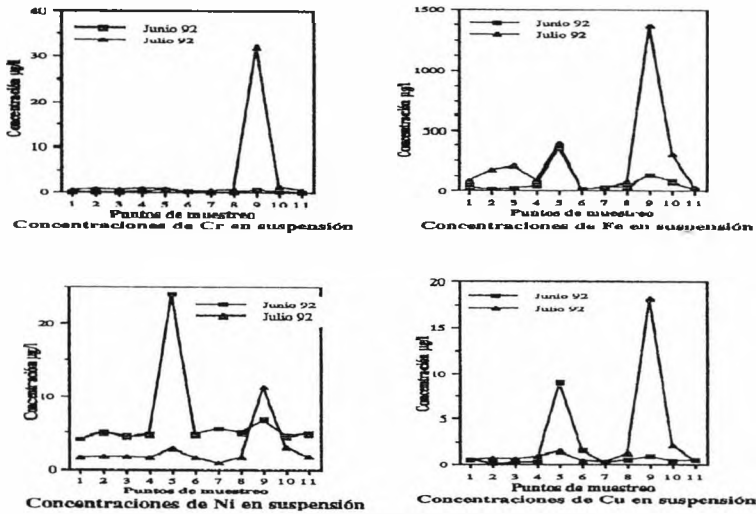 40
30
20
10
0
Concentración µg/l
Junio 92
Julio 92
1 2 3 4 5 6 7 8 9 10 11
Puntos de muestreo
Concentraciones de Cr en suspensión
1500
1000
500
0
Concentración µg/l
Junio 92
Julio 92
1 2 3 4 5 6 7 8 9 10 11
Puntos de muestreo
Concentraciones de Fe en suspensión
20
10
0
Concentración µg/l
Junio 92
Julio 92
1 2 3 4 5 6 7 8 9 10 11
Puntos de muestreo
Concentraciones de Ni en suspensión
20
15
10
5
0
Concentración µg/l
Junio 92
Julio 92
1 2 3 4 5 6 7 8 9 10 11
Puntos de muestreo
Concentraciones de Cu en suspensión